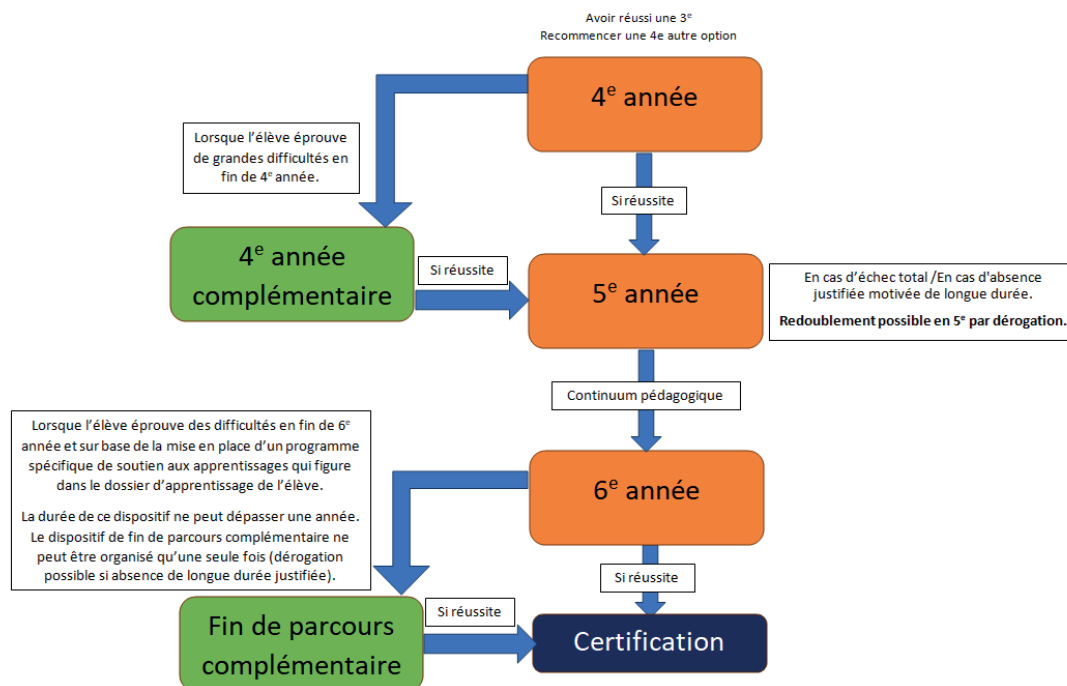 Avoir réussi une 3e
Recommencer une 4e autre option
4e année
Lorsque l'élève éprouve
de grandes difficultés en
fin de 4e année.
Si réussite
4e année
complémentaire
Si réussite
5e année
En cas d'échec total /En cas d'absence
justifiée motivée de longue durée.
Redoublement possible en 5e par dérogation.
Continuum pédagogique
Lorsque l'élève éprouve des difficultés en fin de 6e
année et sur base de la mise en place d'un programme
spécifique de soutien aux apprentissages qui figure
dans le dossier d'apprentissage de l'élève.
La durée de ce dispositif ne peut dépasser une année.
Le dispositif de fin de parcours complémentaire ne
peut être organisé qu'une seule fois (dérogation
possible si absence de longue durée justifiée).
6e année
Si réussite
Fin de parcours
complémentaire
Si réussite
Certification